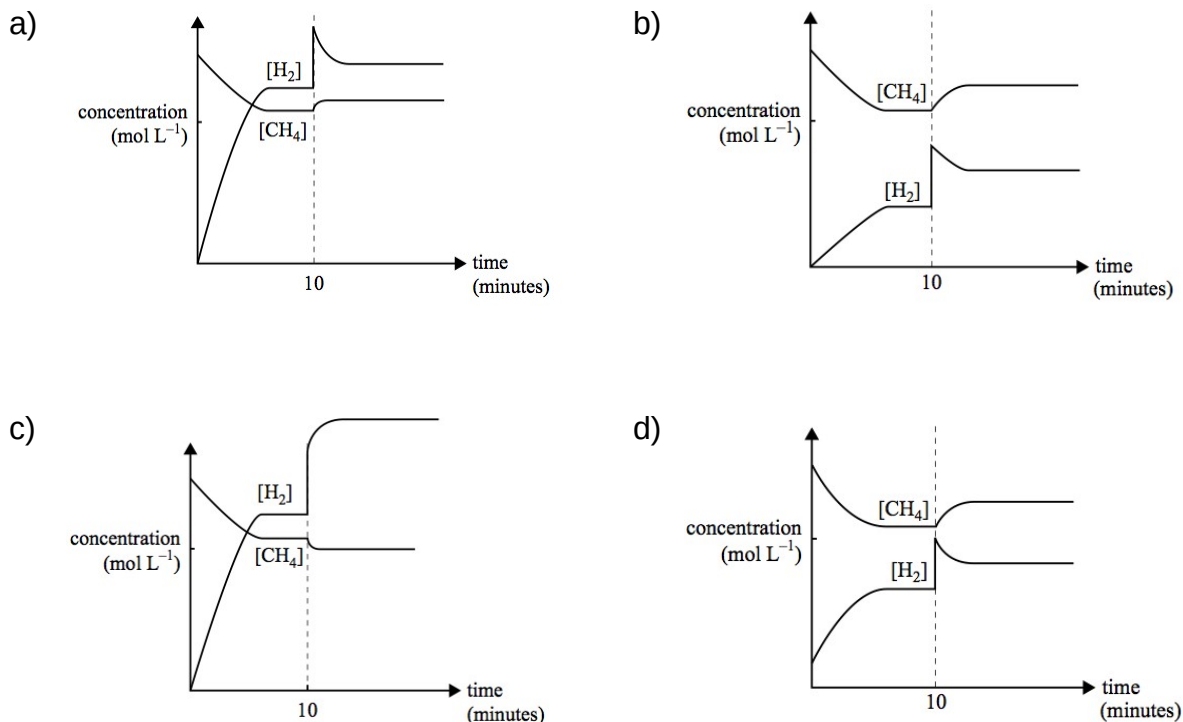 a)
[H₂]
concentration
(mol L⁻¹)
[CH₄]
time
10
(minutes)
b)
[CH₄]
concentration
(mol L⁻¹)
[H₂]
time
10
(minutes)
c)
[H₂]
concentration
(mol L⁻¹)
[CH₄]
time
10
(minutes)
d)
[CH₄]
concentration
(mol L⁻¹)
[H₂]
time
10
(minutes)